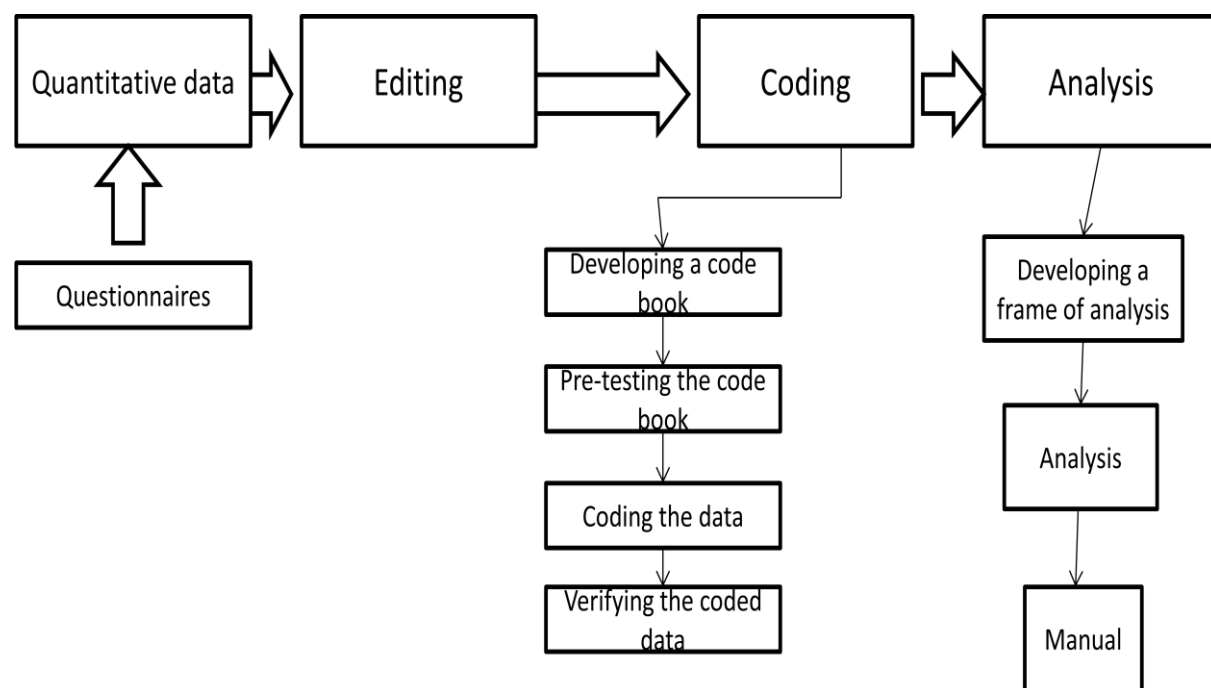 Quantitative data
Editing
Coding
Analysis
Questionnaires
Developing a code
book
Pre-testing the code
book
Coding the data
Verifying the coded
data
Developing a
frame of analysis
Analysis
Manual